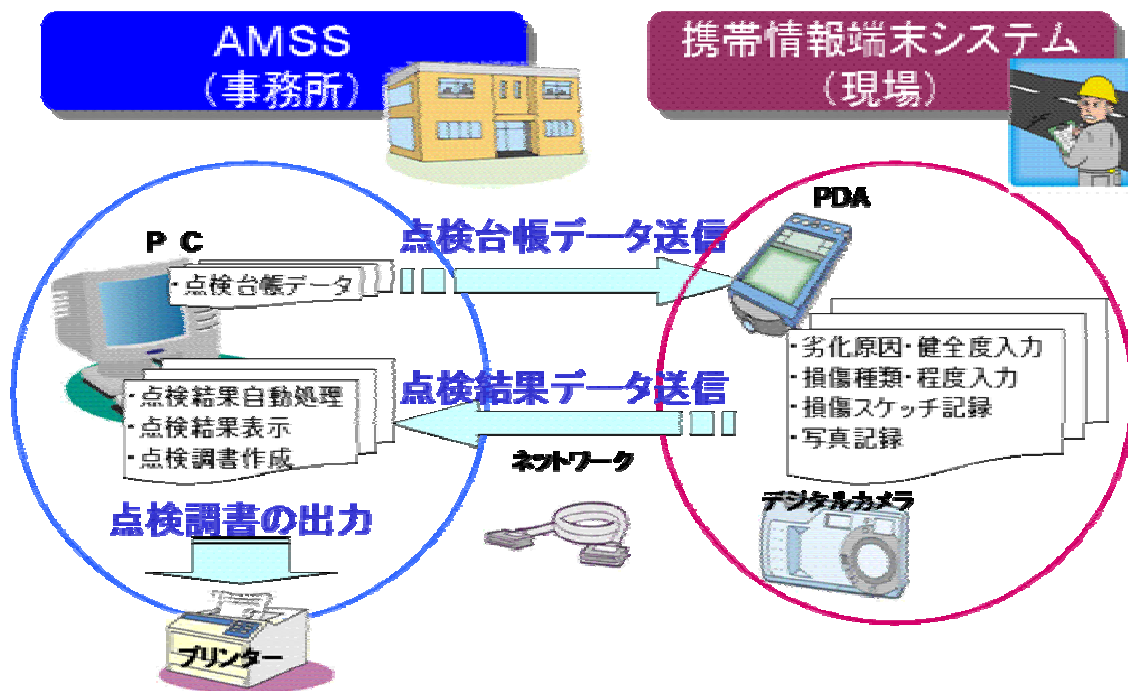 AMSS
(事務所)
携帯情報端末システム
(現場)
PDA
PC
点検台帳データ送信
・点検台帳データ
・劣化原因・健全度入力
・損傷種類・程度入力
・損傷スケッチ記録
・写真記録
点検結果データ送信
・点検結果自動処理
・点検結果表示
・点検調書作成
ネットワーク
デジタルカメラ
点検調書の出力
プリンター